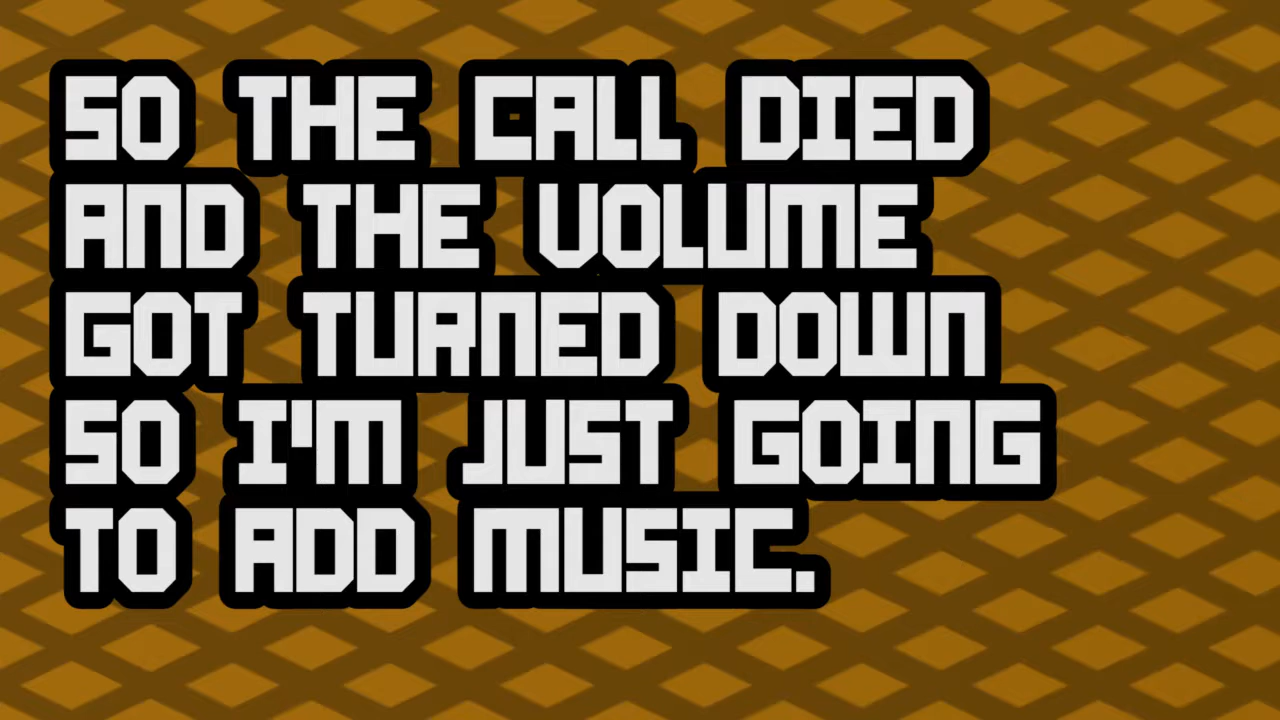 SO THE CALL DIED
AND THE VOLUME
GOT TURNED DOWN
SO I'M JUST GOING
TO ADD MUSIC.